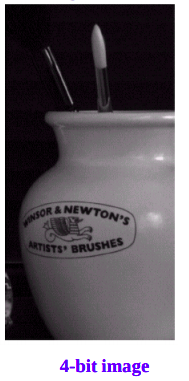 WINSOR & NEWTON'S
ARTISTS' BRUSHES
4-bit image